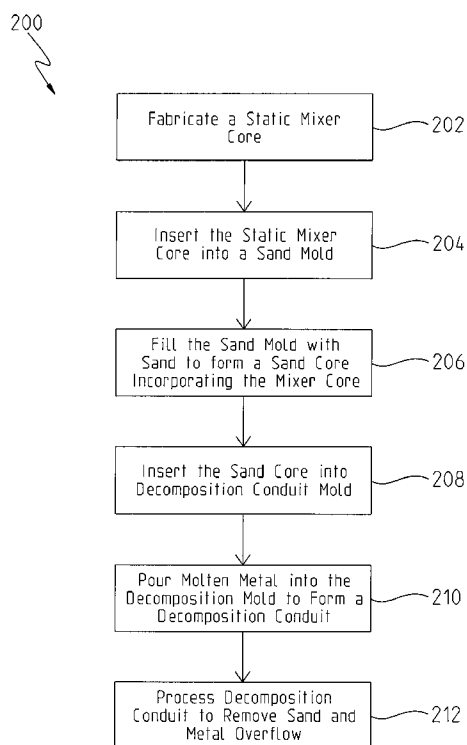 200
Fabricate a Static Mixer
Core
202
Insert the Static Mixer
Core into a Sand Mold
204
Fill the Sand Mold with
Sand to form a Sand Core
Incorporating the Mixer Core
206
Insert the Sand Core into
Decomposition Conduit Mold
208
Pour Molten Metal into the
Decomposition Mold to Form a
Decomposition Conduit
210
Process Decomposition
Conduit to Remove Sand and
Metal Overflow
212